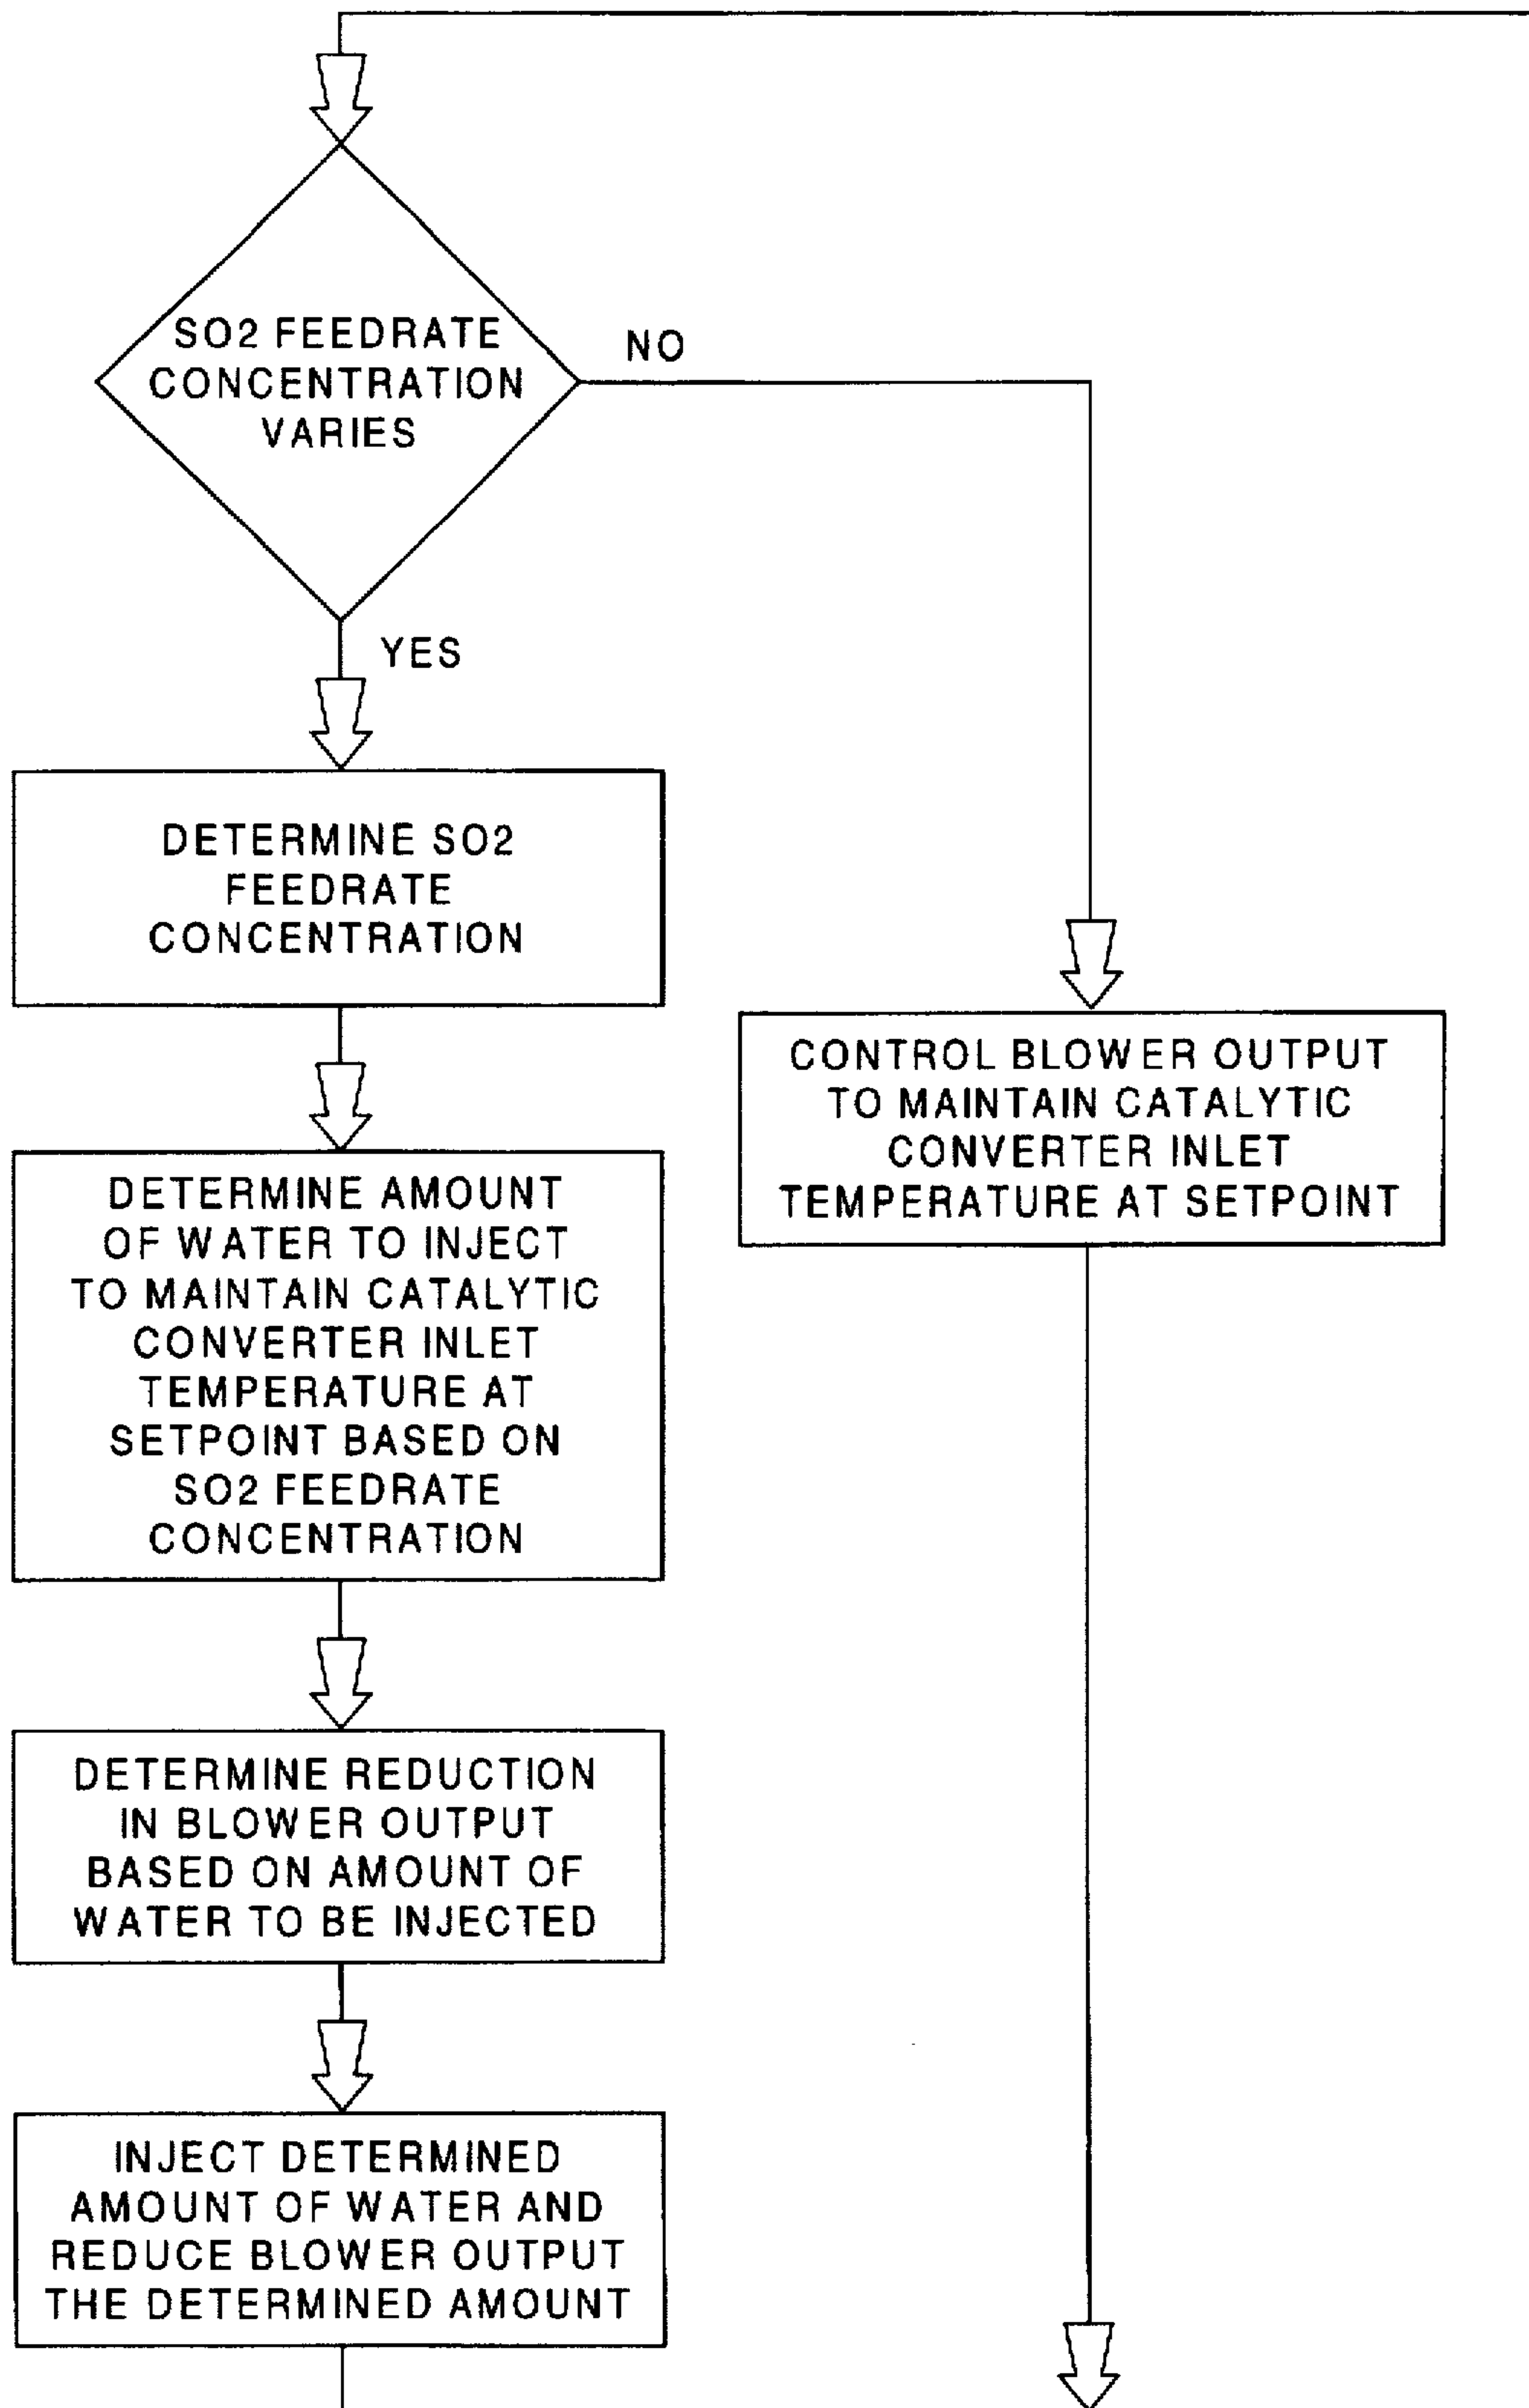 SO2 FEEDRATE
CONCENTRATION
VARIES
NO
YES
DETERMINE SO2
FEEDRATE
CONCENTRATION
CONTROL BLOWER OUTPUT
TO MAINTAIN CATALYTIC
CONVERTER INLET
TEMPERATURE AT SETPOINT
DETERMINE AMOUNT
OF WATER TO INJECT
TO MAINTAIN CATALYTIC
CONVERTER INLET
TEMPERATURE AT
SETPOINT BASED ON
SO2 FEEDRATE
CONCENTRATION
DETERMINE REDUCTION
IN BLOWER OUTPUT
BASED ON AMOUNT OF
WATER TO BE INJECTED
INJECT DETERMINED
AMOUNT OF WATER AND
REDUCE BLOWER OUTPUT
THE DETERMINED AMOUNT